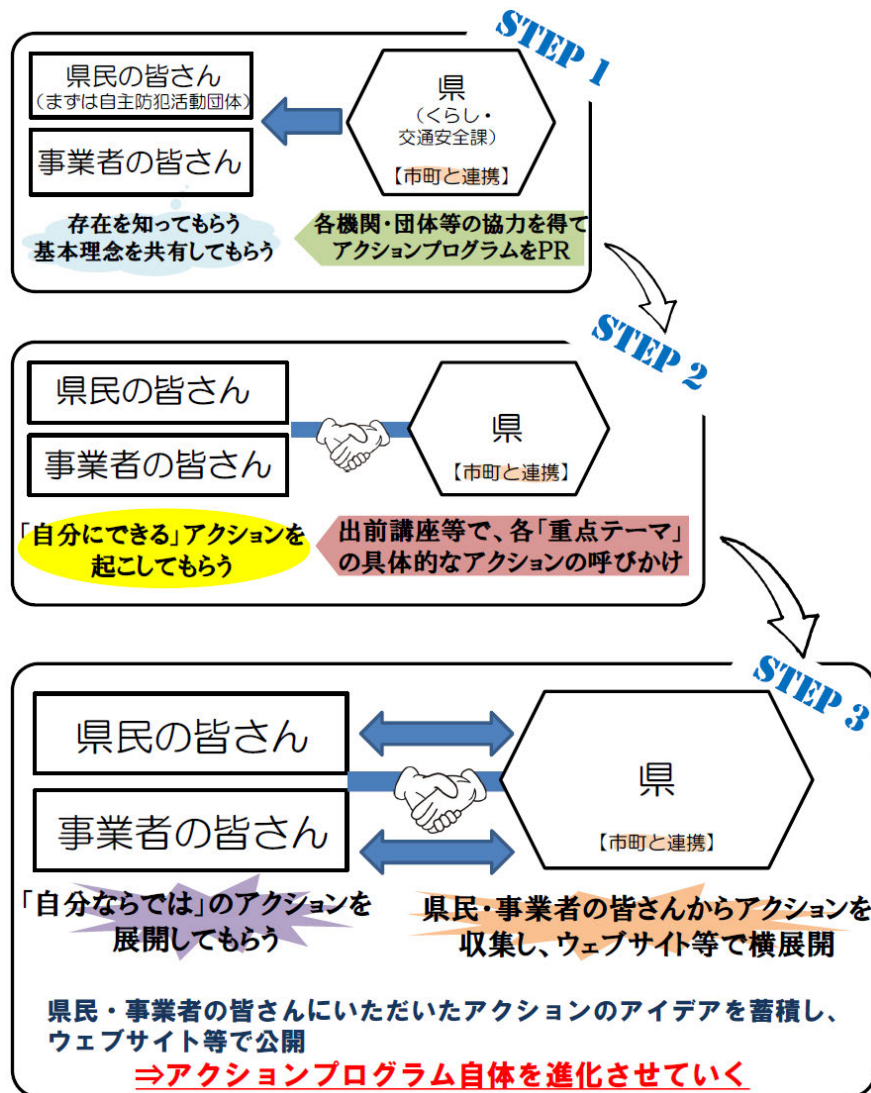 STEP 1
県民の皆さん
(まずは自主防犯活動団体)
事業者の皆さん
県
(くらし・
交通安全課)
【市町と連携】
存在を知ってもらう
基本理念を共有してもらう
各機関・団体等の協力を得て
アクションプログラムをPR
STEP 2
県民の皆さん
事業者の皆さん
県
【市町と連携】
「自分にできる」アクションを
起こしてもらう
出前講座等で、各「重点テーマ」
の具体的なアクションの呼びかけ
STEP 3
県民の皆さん
事業者の皆さん
県
【市町と連携】
「自分ならでは」のアクションを
展開してもらう
県民・事業者の皆さんからアクションを
収集し、ウェブサイト等で横展開
県民・事業者の皆さんにいただいたアクションのアイデアを蓄積し、
ウェブサイト等で公開
⇒アクションプログラム自体を進化させていく